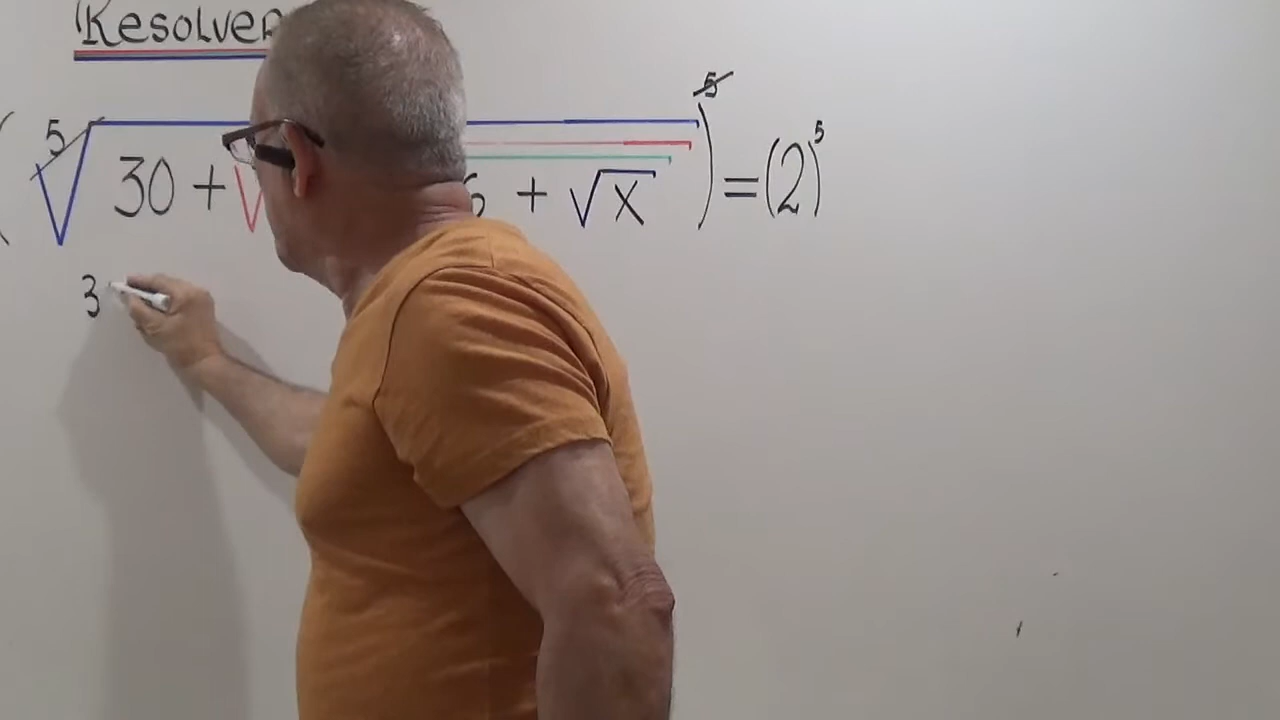 Resolver
( ⁵√ 30 + √ 6 + √x )⁵ = (2)⁵
3